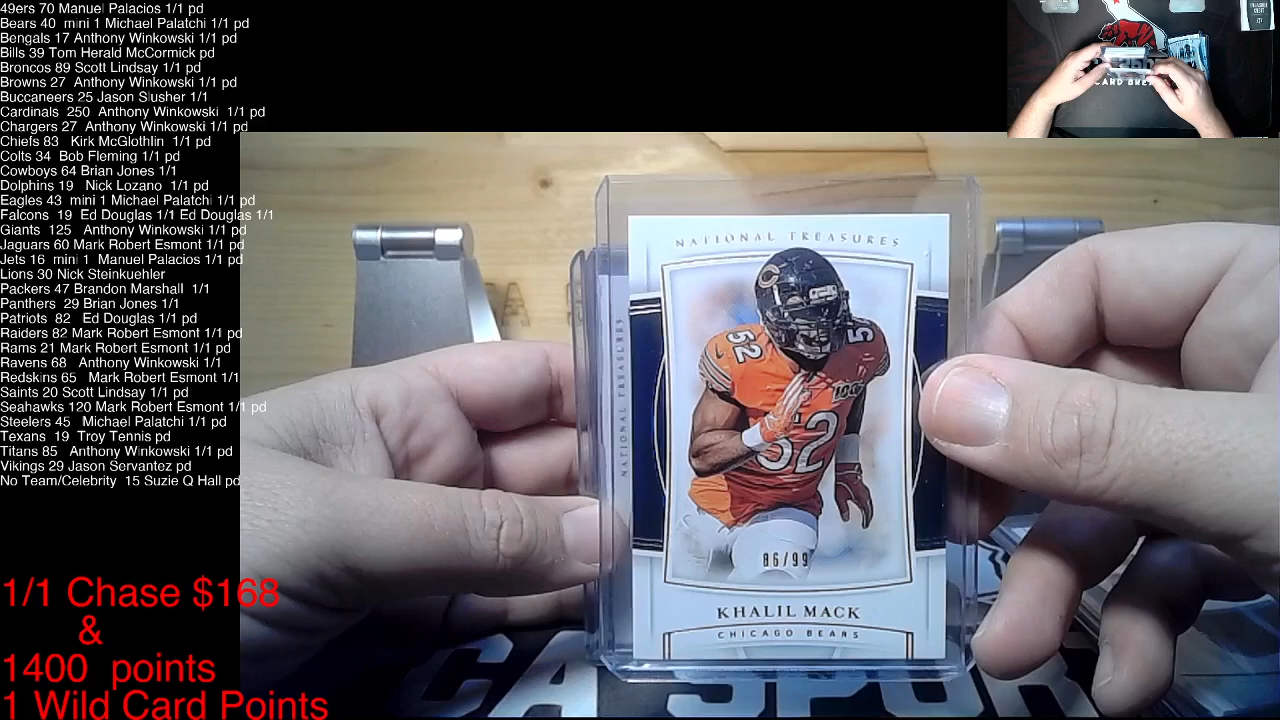 49ers 70 Manuel Palacios 1/1 pd
Bears 40 mini 1 Michael Palatchi 1/1 pd
Bengals 17 Anthony Winkowski 1/1 pd
Bills 39 Tom Herald McCormick pd
Broncos 89 Scott Lindsay 1/1 pd
Browns 27 Anthony Winkowski 1/1 pd
Buccaneers 25 Jason Slusher 1/1
Cardinals 250 Anthony Winkowski 1/1 pd
Chargers 27 Anthony Winkowski 1/1 pd
Chiefs 83 Kirk McGlothlin 1/1 pd
Colts 34 Bob Fleming 1/1 pd
Cowboys 64 Brian Jones 1/1
Dolphins 19 Nick Lozano 1/1 pd
Eagles 43 mini 1 Michael Palatchi 1/1 pd
Falcons 19 Ed Douglas 1/1 Ed Douglas 1/1
Giants 125 Anthony Winkowski 1/1 pd
Jaguars 60 Mark Robert Esmont 1/1 pd
Jets 16 mini 1 Manuel Palacios 1/1 pd
Lions 30 Nick Steinkuehler
Packers 47 Brandon Marshall 1/1
Panthers 29 Brian Jones 1/1
Patriots 82 Ed Douglas 1/1 pd
Raiders 82 Mark Robert Esmont 1/1 pd
Rams 21 Mark Robert Esmont 1/1 pd
Ravens 68 Anthony Winkowski 1/1
Redskins 65 Mark Robert Esmont 1/1
Saints 20 Scott Lindsay 1/1 pd
Seahawks 120 Mark Robert Esmont 1/1 pd
Steelers 45 Michael Palatchi 1/1 pd
Texans 19 Troy Tennis pd
Titans 85 Anthony Winkowski 1/1 pd
Vikings 29 Jason Servantez pd
No Team/Celebrity 15 Suzie Q Hall pd
1/1 Chase $168
&
1400 points
1 Wild Card Points
CARD BREA
NATIONAL TREASURES
NATIONAL TREASURES
C
52
5
100
52
86/99
KHALIL MACK
CHICAGO BEARS
CA SPOR